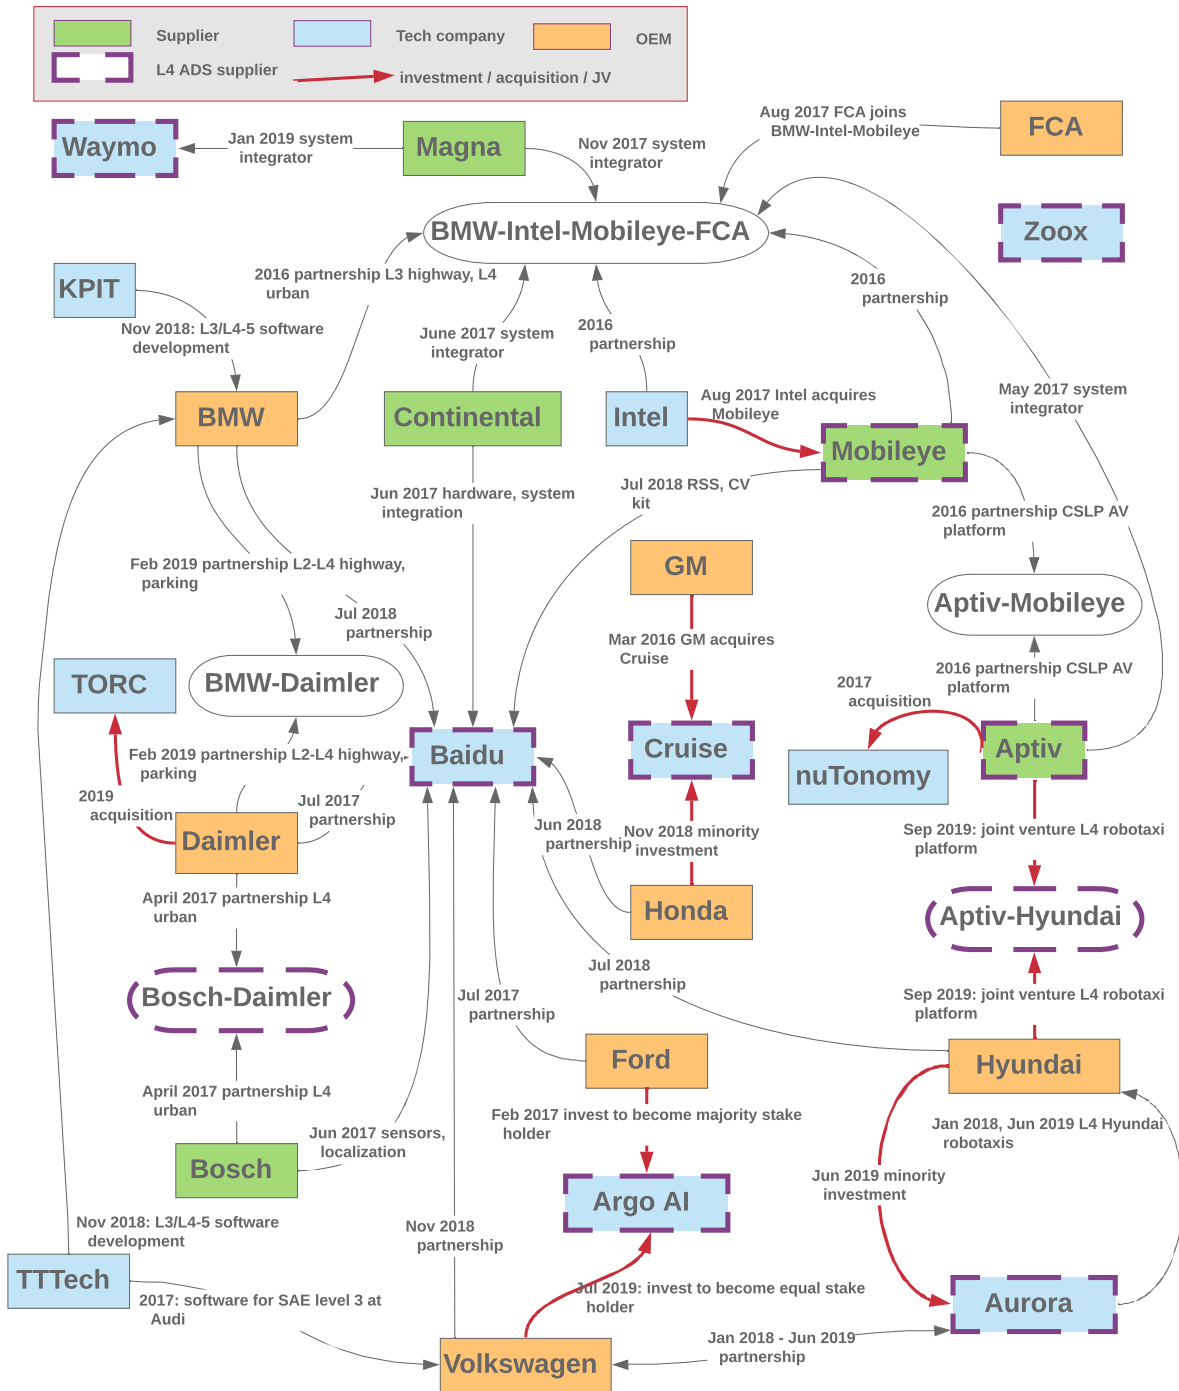 Supplier
Tech company
OEM
L4 ADS supplier
investment / acquisition / JV
Waymo
Jan 2019 system
integrator
Magna
Nov 2017 system
integrator
Aug 2017 FCA joins
BMW-Intel-Mobileye
FCA
BMW-Intel-Mobileye-FCA
Zoox
KPIT
2016 partnership L3 highway, L4
urban
2016
partnership
Nov 2018: L3/L4-5 software
development
June 2017 system
integrator
2016
partnership
May 2017 system
integrator
BMW
Continental
Intel
Aug 2017 Intel acquires
Mobileye
Mobileye
Jun 2017 hardware, system
integration
Jul 2018 RSS, CV
kit
2016 partnership CSLP AV
platform
Feb 2019 partnership L2-L4 highway,
parking
GM
Jul 2018
partnership
Aptiv-Mobileye
Mar 2016 GM acquires
Cruise
TORC
BMW-Daimler
2016 partnership CSLP AV
platform
2017
acquisition
Feb 2019 partnership L2-L4 highway,
parking
Baidu
Cruise
nuTonomy
Aptiv
2019
acquisition
Jul 2017
partnership
Daimler
Jun 2018
partnership
Nov 2018 minority
investment
Sep 2019: joint venture L4 robotaxi
platform
April 2017 partnership L4
urban
Honda
Aptiv-Hyundai
Bosch-Daimler
Jul 2018
partnership
Jul 2017
partnership
Sep 2019: joint venture L4 robotaxi
platform
Ford
Hyundai
April 2017 partnership L4
urban
Feb 2017 invest to become majority stake
holder
Jan 2018, Jun 2019 L4 Hyundai
robotaxis
Jun 2017 sensors,
localization
Bosch
Jun 2019 minority
investment
Argo AI
Nov 2018: L3/L4-5 software
development
Nov 2018
partnership
TTTech
2017: software for SAE level 3 at
Audi
Jul 2019: invest to become equal stake
holder
Aurora
Jan 2018 - Jun 2019
partnership
Volkswagen